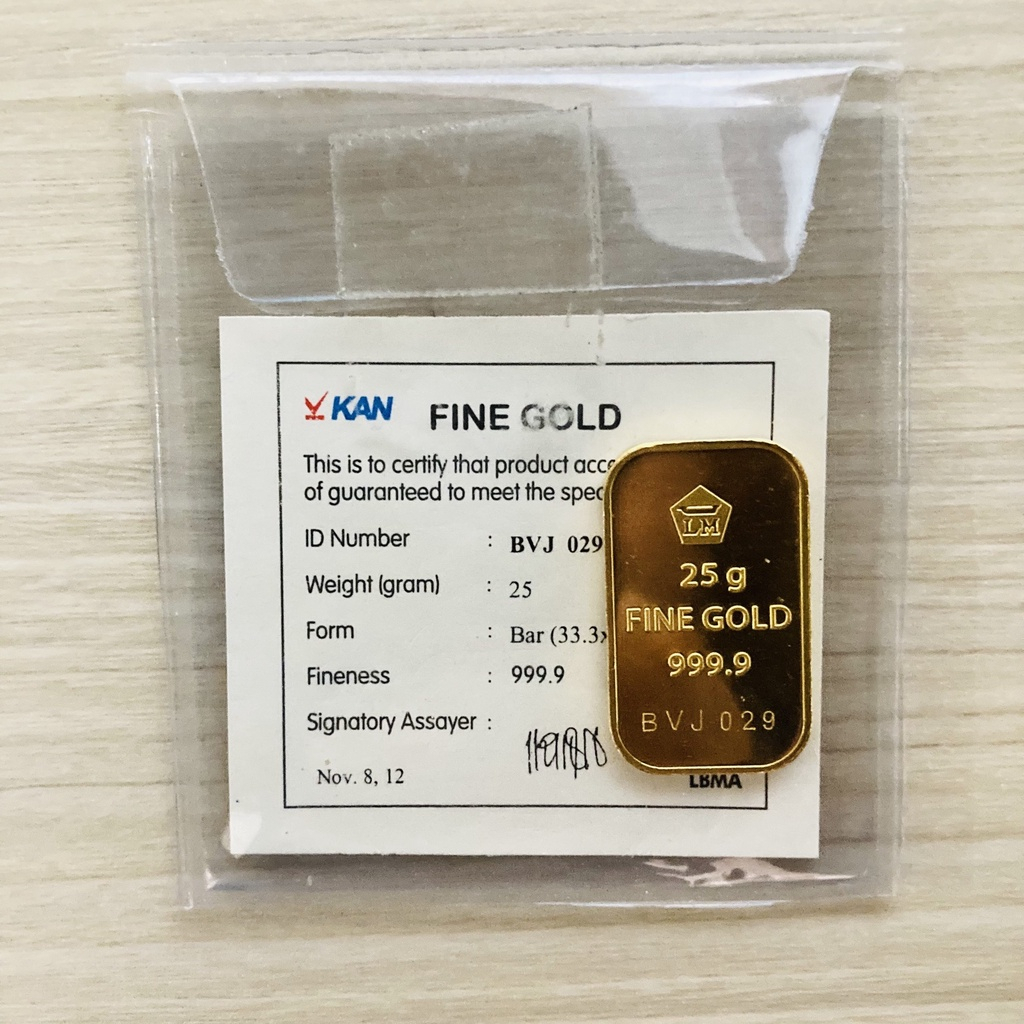 KAN FINE GOLD
This is to certify that product acc
of guaranteed to meet the spec
ID Number : BVJ 029
Weight (gram) : 25
Form : Bar (33.3x
Fineness : 999.9
Signatory Assayer :
Nov. 8, 12
LBMA
LM
25 g
FINE GOLD
999.9
BVJ 029